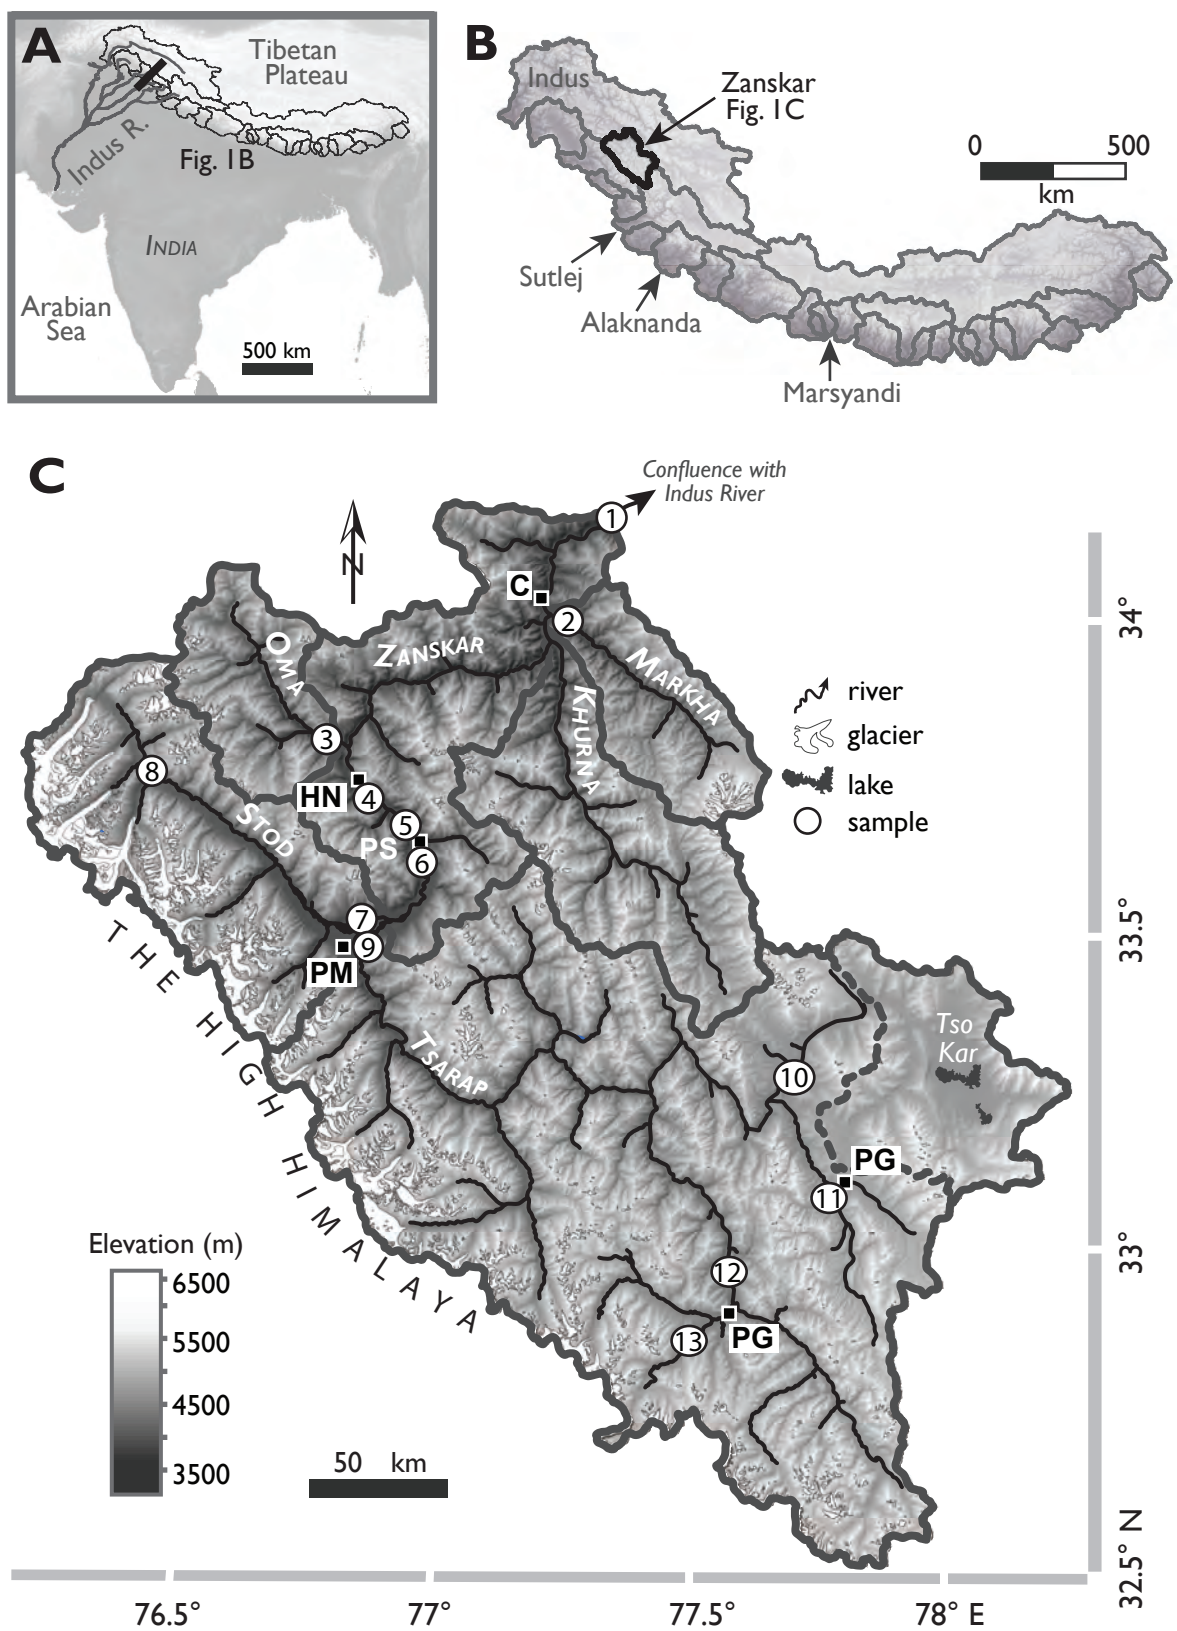 A
Tibetan
Plateau
Indus R.
Fig. 1B
INDIA
Arabian
Sea
500 km
B
Indus
Zanskar
Fig. 1C
0 500
km
Sutlej
Alaknanda
Marsyandi
C
Confluence with
Indus River
N
1
C
2
34°
OMA
ZANSKAR
MARKHA
KHURNA
river
glacier
lake
sample
3
8
HN
4
STOD
5
PS
6
7
9
PM
33.5°
THE HIGH HIMALAYA
TSARAP
Tso
Kar
10
PG
11
33°
12
PG
13
Elevation (m)
6500
5500
4500
3500
50 km
32.5° N
76.5° 77° 77.5° 78° E